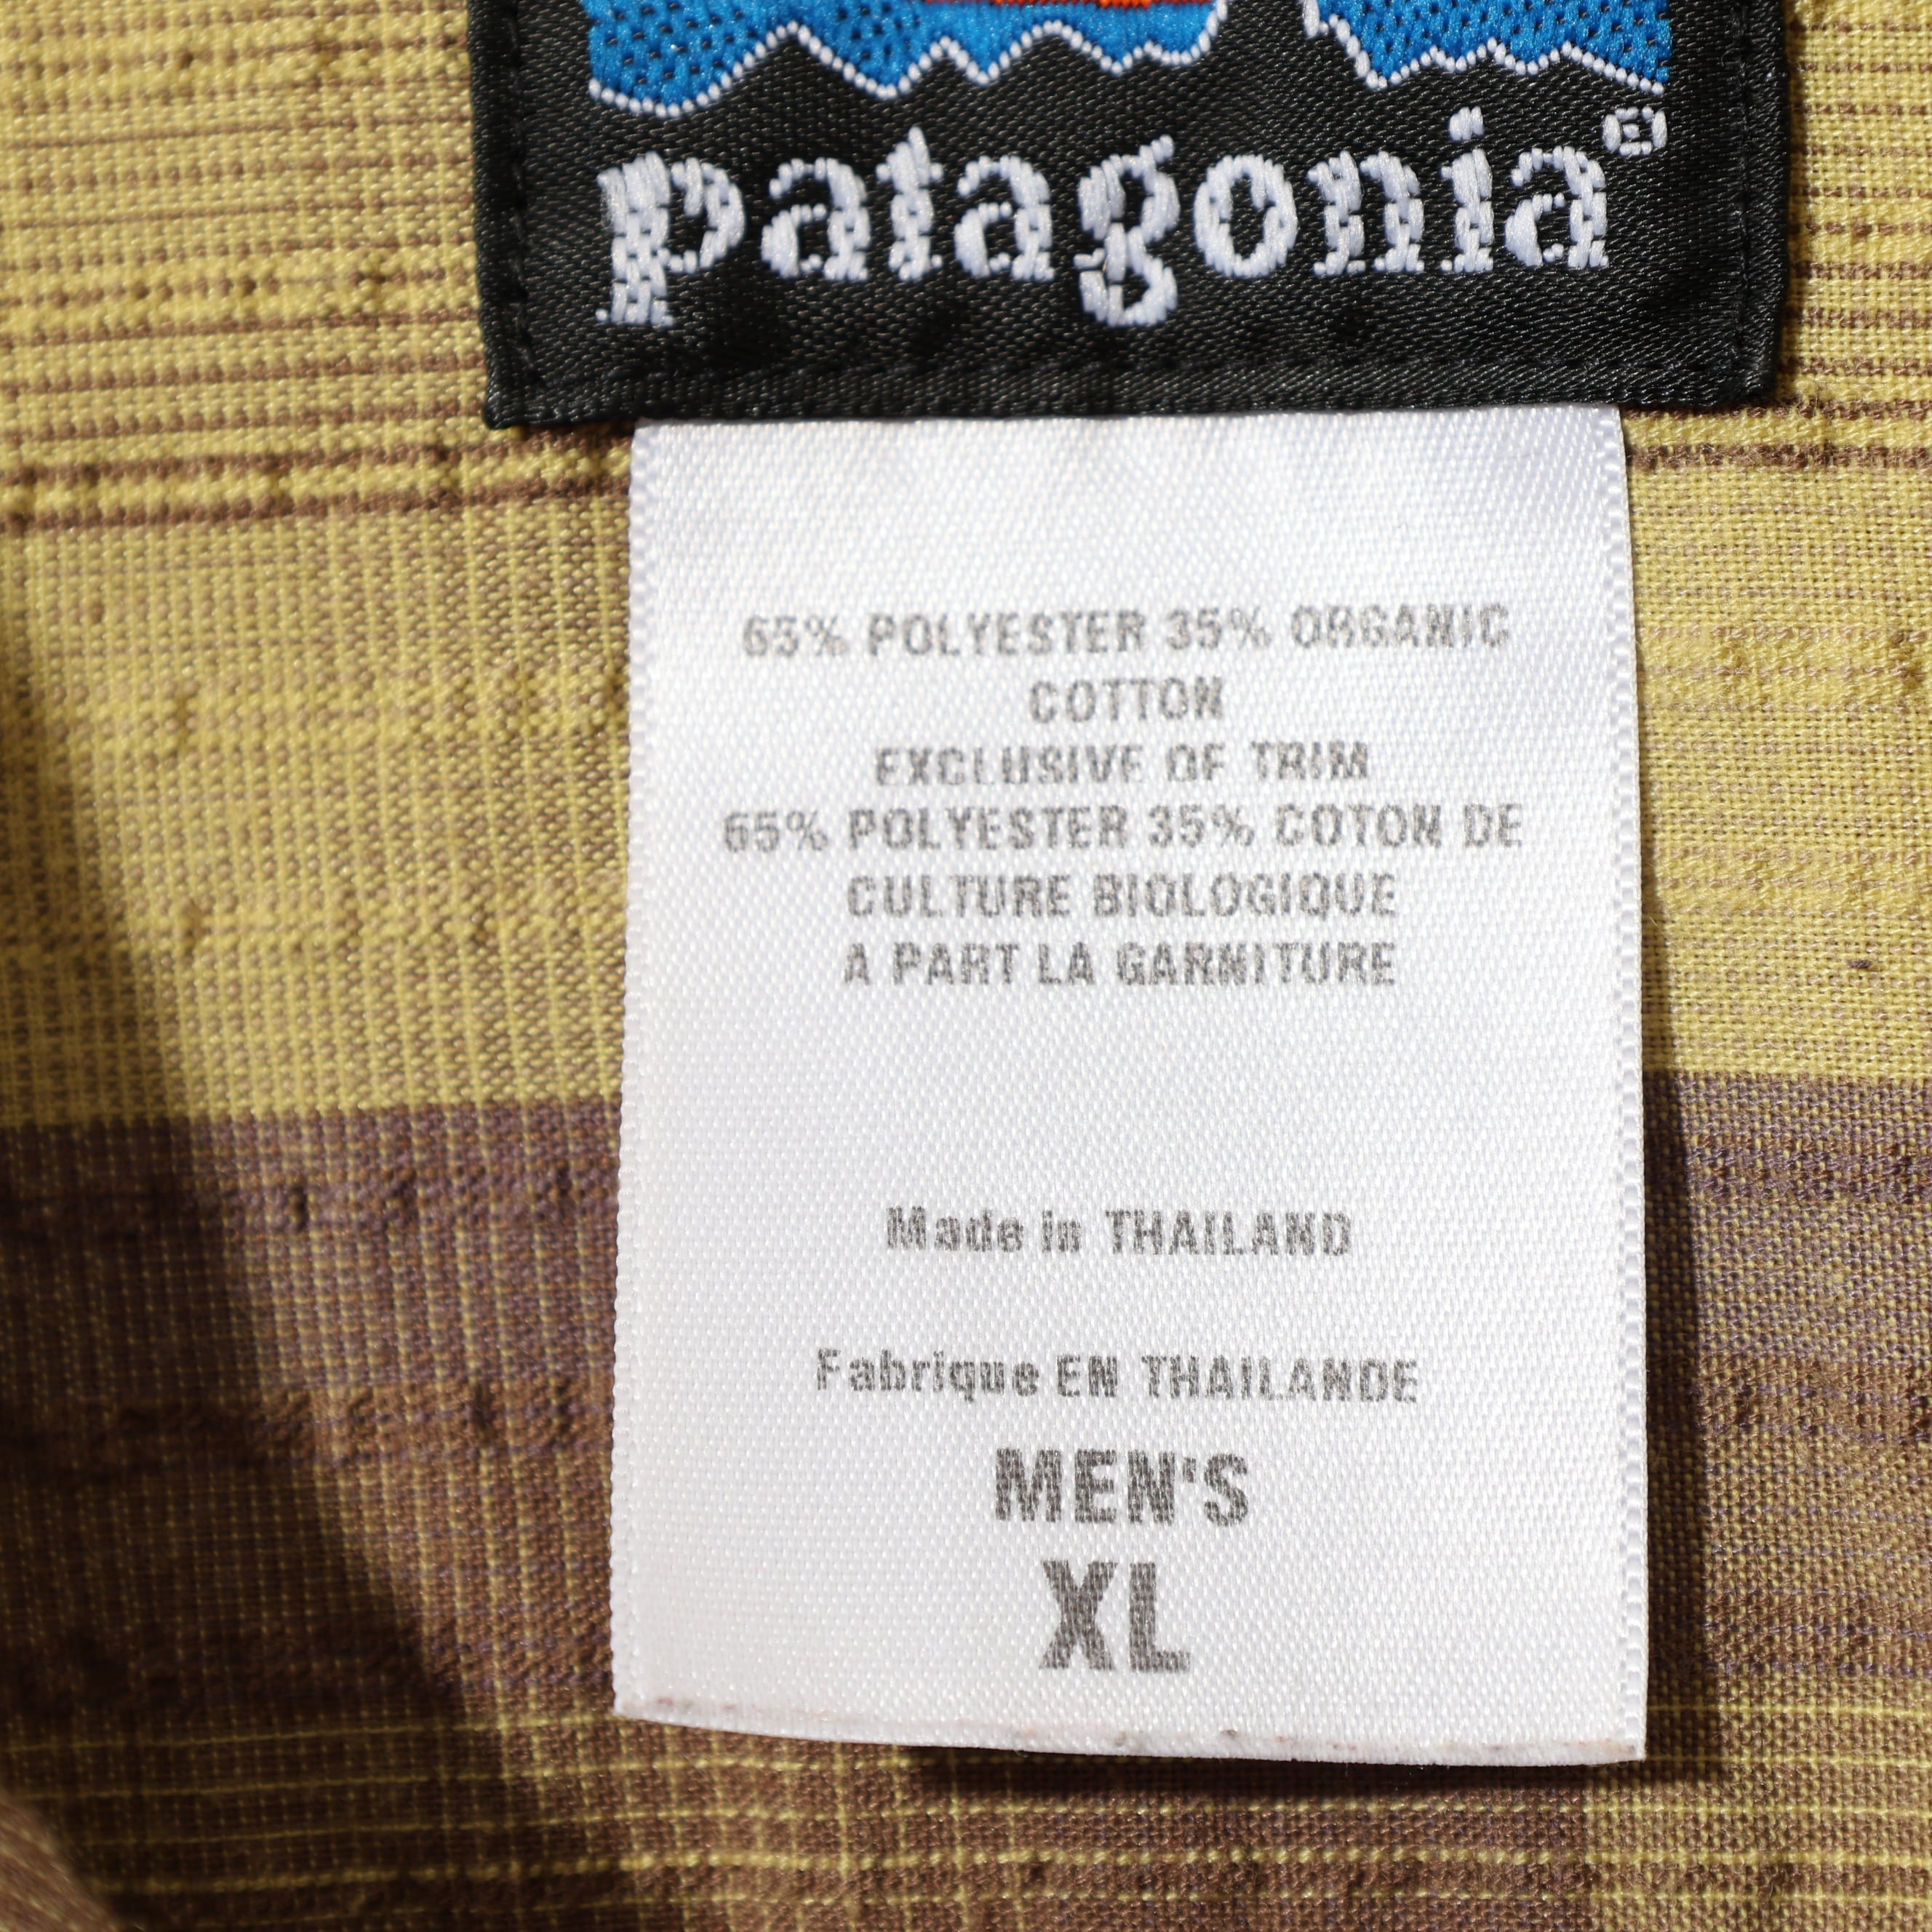 patagonia®
65% POLYESTER 35% ORGANIC
COTTON
EXCLUSIVE OF TRIM
65% POLYESTER 35% COTON DE
CULTURE BIOLOGIQUE
A PART LA GARNITURE
Made in THAILAND
Fabrique EN THAILANDE
MEN'S
XL